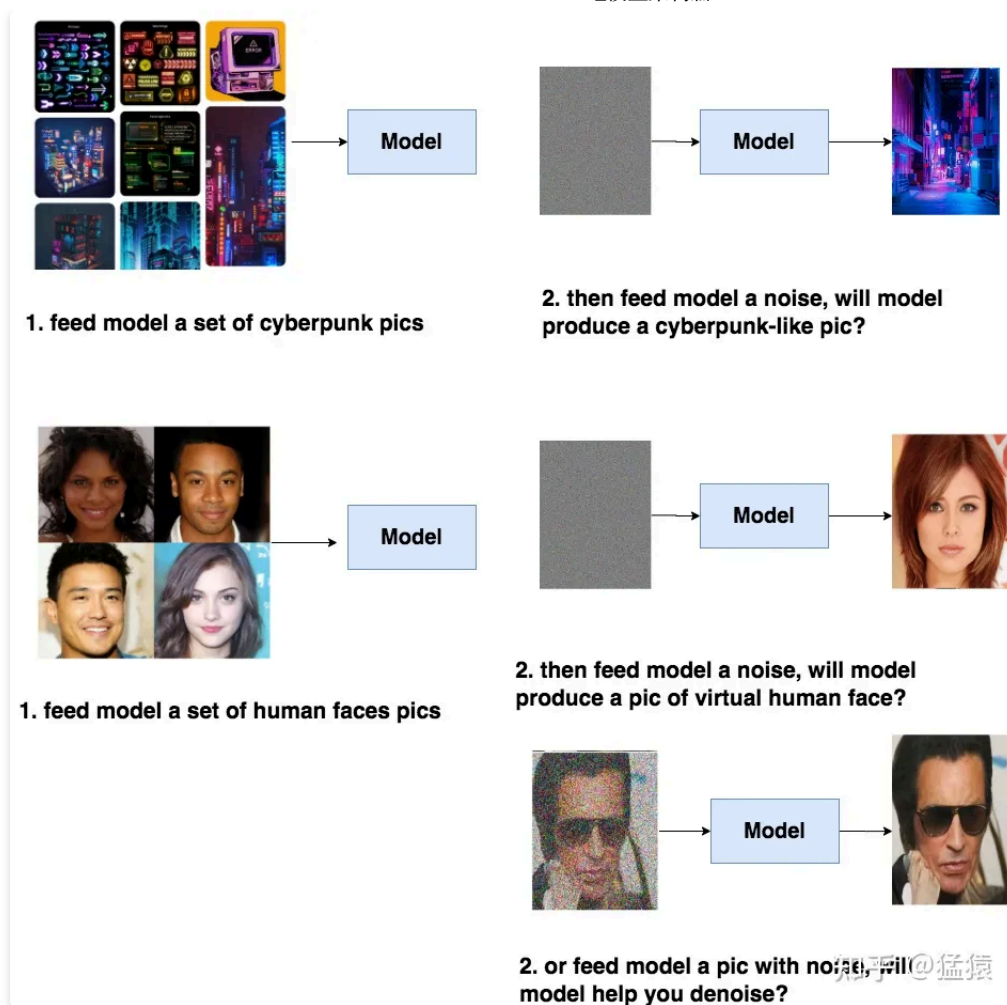 ERROR
Model
Model
1. feed model a set of cyberpunk pics
2. then feed model a noise, will model
produce a cyberpunk-like pic?
Model
Model
1. feed model a set of human faces pics
2. then feed model a noise, will model
produce a pic of virtual human face?
Model
2. or feed model a pic with noise, will
model help you denoise?
知乎 @猛猿